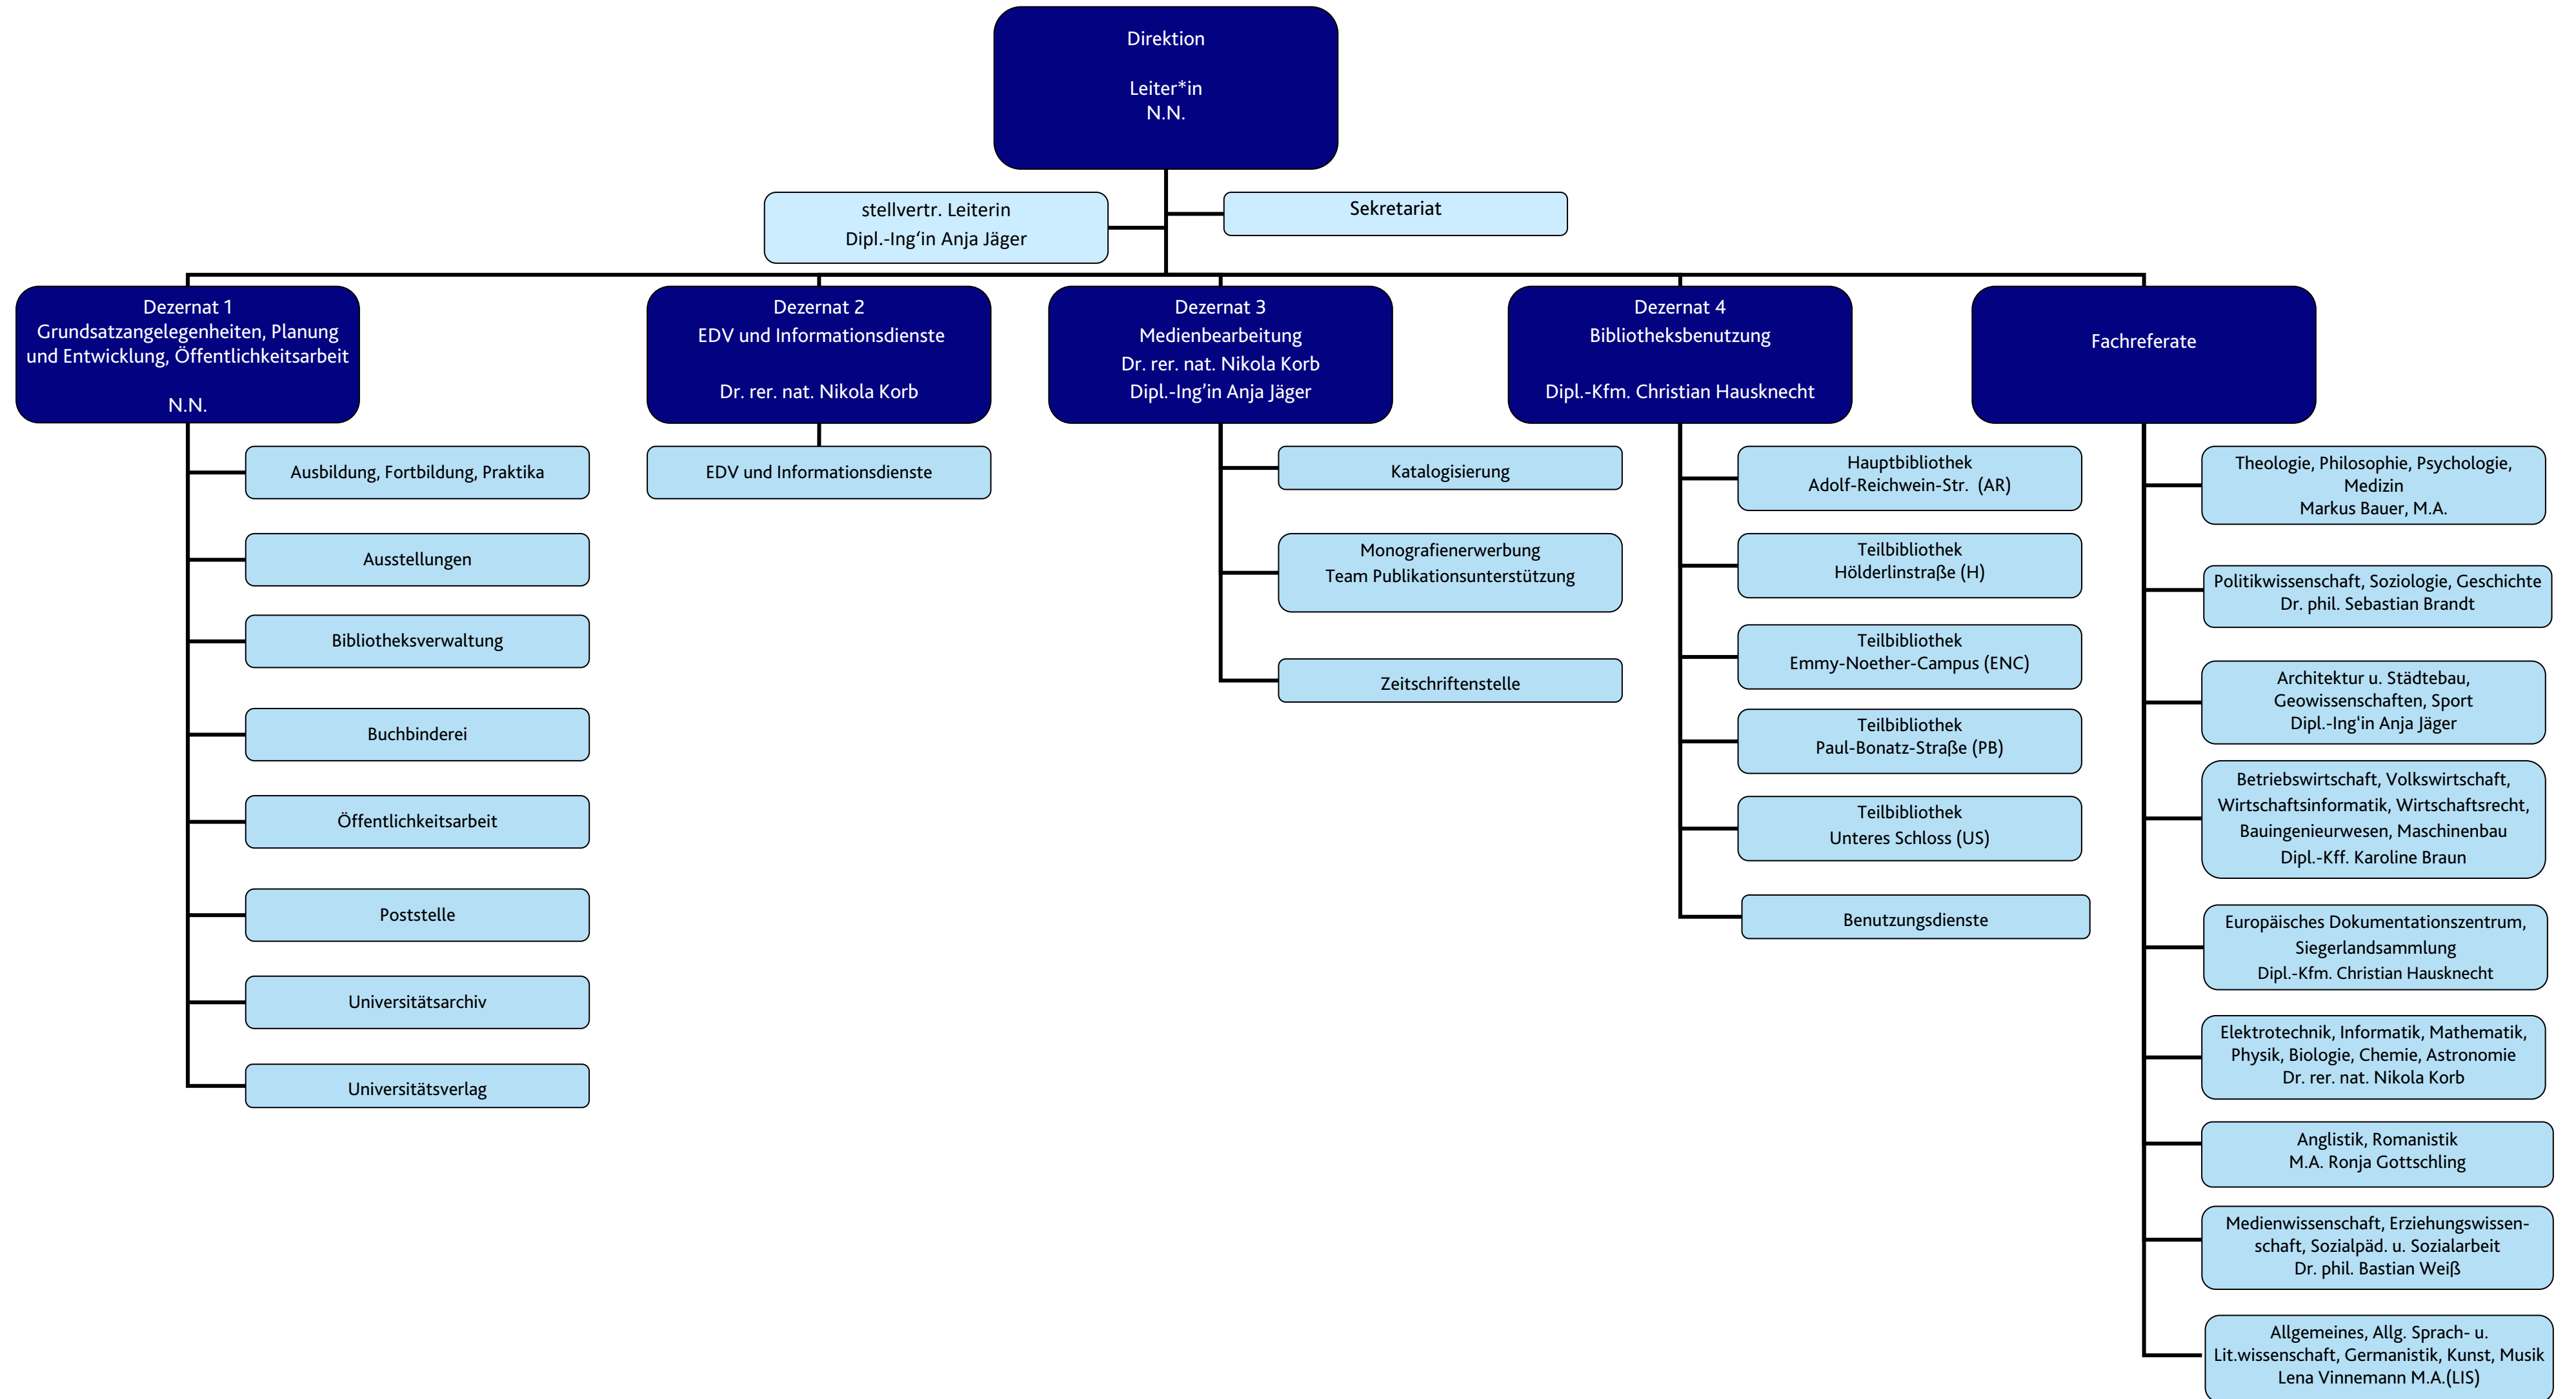 Direktion
Leiter*in
N.N.
stellvertr. Leiterin
Dipl.-Ing‘in Anja Jäger
Sekretariat
Dezernat 1
Grundsatzangelegenheiten, Planung
und Entwicklung, Öffentlichkeitsarbeit
N.N.
Ausbildung, Fortbildung, Praktika
Ausstellungen
Bibliotheksverwaltung
Buchbinderei
Öffentlichkeitsarbeit
Poststelle
Universitätsarchiv
Universitätsverlag
Dezernat 2
EDV und Informationsdienste
Dr. rer. nat. Nikola Korb
EDV und Informationsdienste
Dezernat 3
Medienbearbeitung
Dr. rer. nat. Nikola Korb
Dipl.-Ing’in Anja Jäger
Katalogisierung
Monografienerwerbung
Team Publikationsunterstützung
Zeitschriftenstelle
Dezernat 4
Bibliotheksbenutzung
Dipl.-Kfm. Christian Hausknecht
Hauptbibliothek
Adolf-Reichwein-Str. (AR)
Teilbibliothek
Hölderlinstraße (H)
Teilbibliothek
Emmy-Noether-Campus (ENC)
Teilbibliothek
Paul-Bonatz-Straße (PB)
Teilbibliothek
Unteres Schloss (US)
Benutzungsdienste
Fachreferate
Theologie, Philosophie, Psychologie,
Medizin
Markus Bauer, M.A.
Politikwissenschaft, Soziologie, Geschichte
Dr. phil. Sebastian Brandt
Architektur u. Städtebau,
Geowissenschaften, Sport
Dipl.-Ing'in Anja Jäger
Betriebswirtschaft, Volkswirtschaft,
Wirtschaftsinformatik, Wirtschaftsrecht,
Bauingenieurwesen, Maschinenbau
Dipl.-Kff. Karoline Braun
Europäisches Dokumentationszentrum,
Siegerlandsammlung
Dipl.-Kfm. Christian Hausknecht
Elektrotechnik, Informatik, Mathematik,
Physik, Biologie, Chemie, Astronomie
Dr. rer. nat. Nikola Korb
Anglistik, Romanistik
M.A. Ronja Gottschling
Medienwissenschaft, Erziehungswissen-
schaft, Sozialpäd. u. Sozialarbeit
Dr. phil. Bastian Weiß
Allgemeines, Allg. Sprach- u.
Lit.wissenschaft, Germanistik, Kunst, Musik
Lena Vinnemann M.A.(LIS)